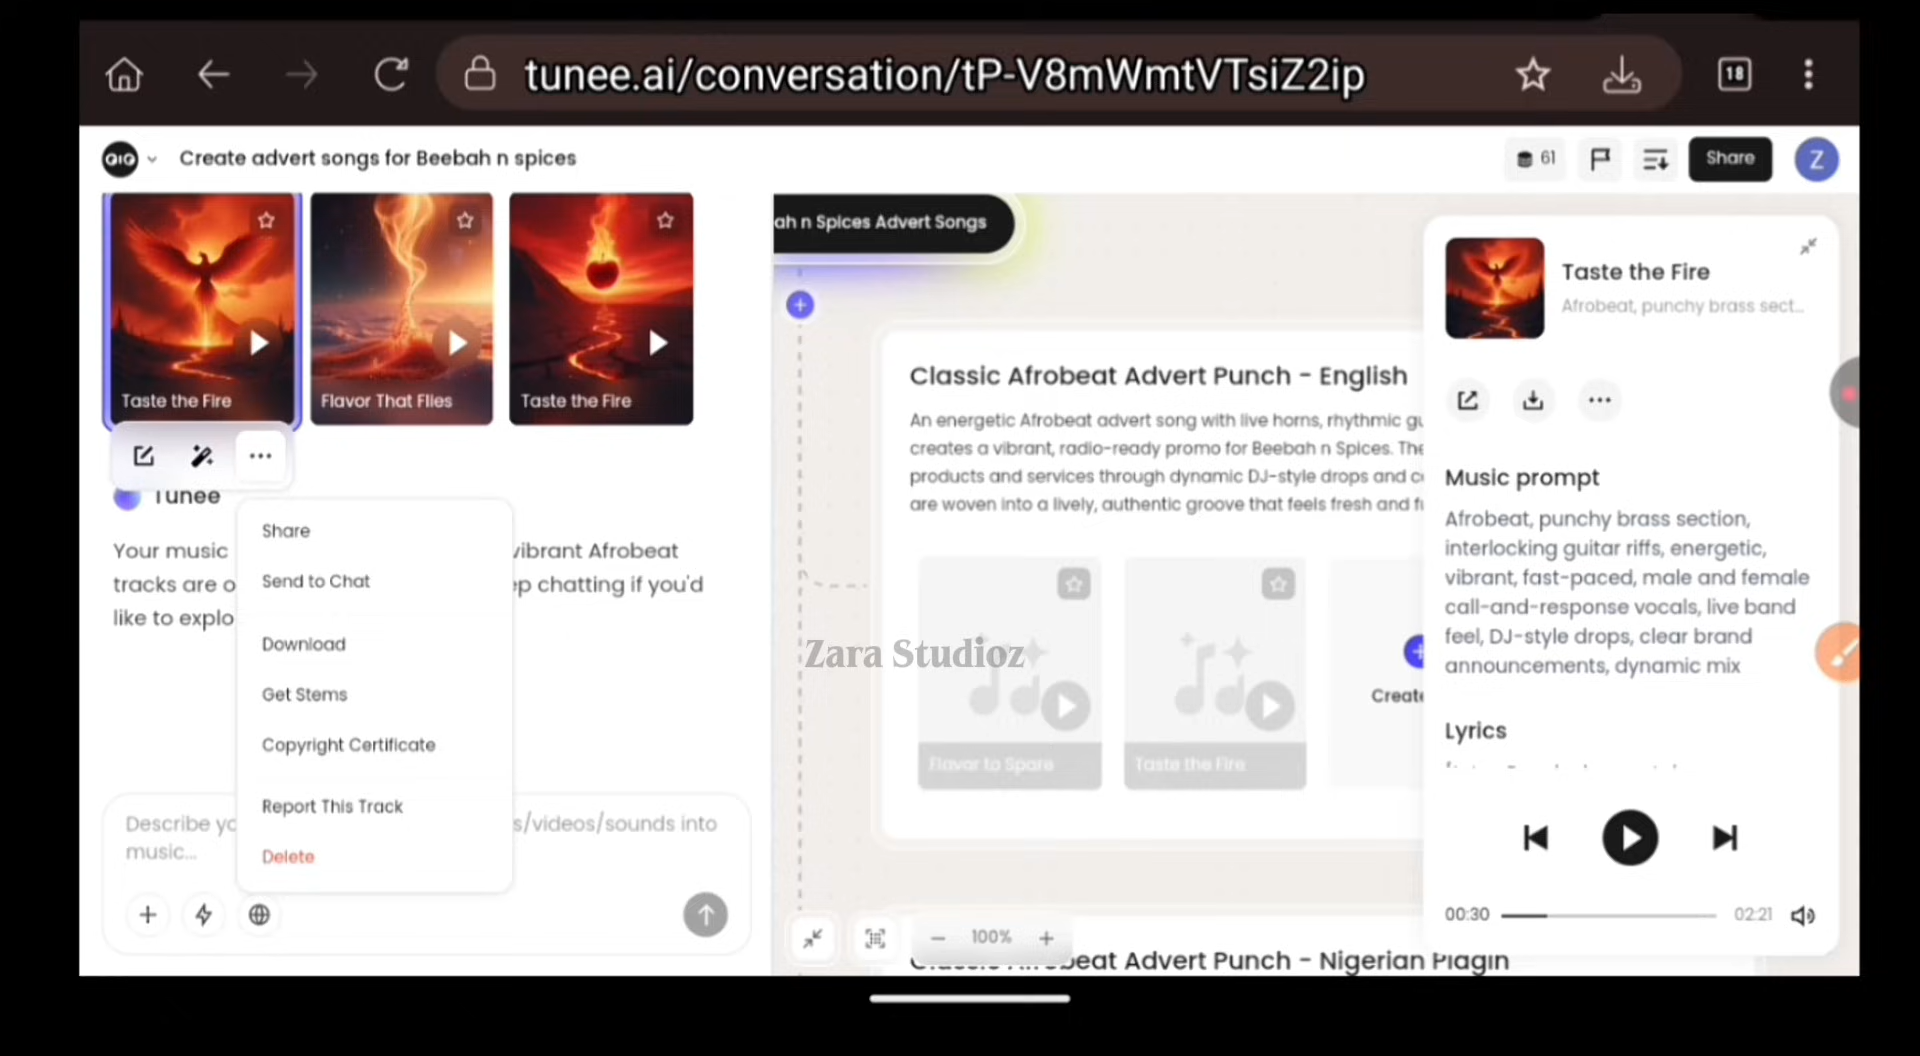 tunee.ai/conversation/tP-V8mWmtVTsiZ2ip
18
Create advert songs for Beebah n spices
61
Share
Z
Taste the Fire
Flavor That Flies
Taste the Fire
Tunee
Your music
vibrant Afrobeat
tracks are
keep chatting if you'd
like to
Share
Send to Chat
Download
Get Stems
Copyright Certificate
Report This Track
Delete
Describe
s/videos/sounds into
music...
ah n Spices Advert Songs
Classic Afrobeat Advert Punch - English
An energetic Afrobeat advert song with live horns, rhythmic
creates a vibrant, radio-ready promo for Beebah n Spices. The
products and services through dynamic DJ-style drops and
are woven into a lively, authentic groove that feels fresh and
Flavor to Spare
Taste the Fire
Create
Zara Studioz
100%
Classic Afrobeat Advert Punch - Nigerian Piagin
Taste the Fire
Afrobeat, punchy brass sect...
Music prompt
Afrobeat, punchy brass section,
interlocking guitar riffs, energetic,
vibrant, fast-paced, male and female
call-and-response vocals, live band
feel, DJ-style drops, clear brand
announcements, dynamic mix
Lyrics
00:30
02:21